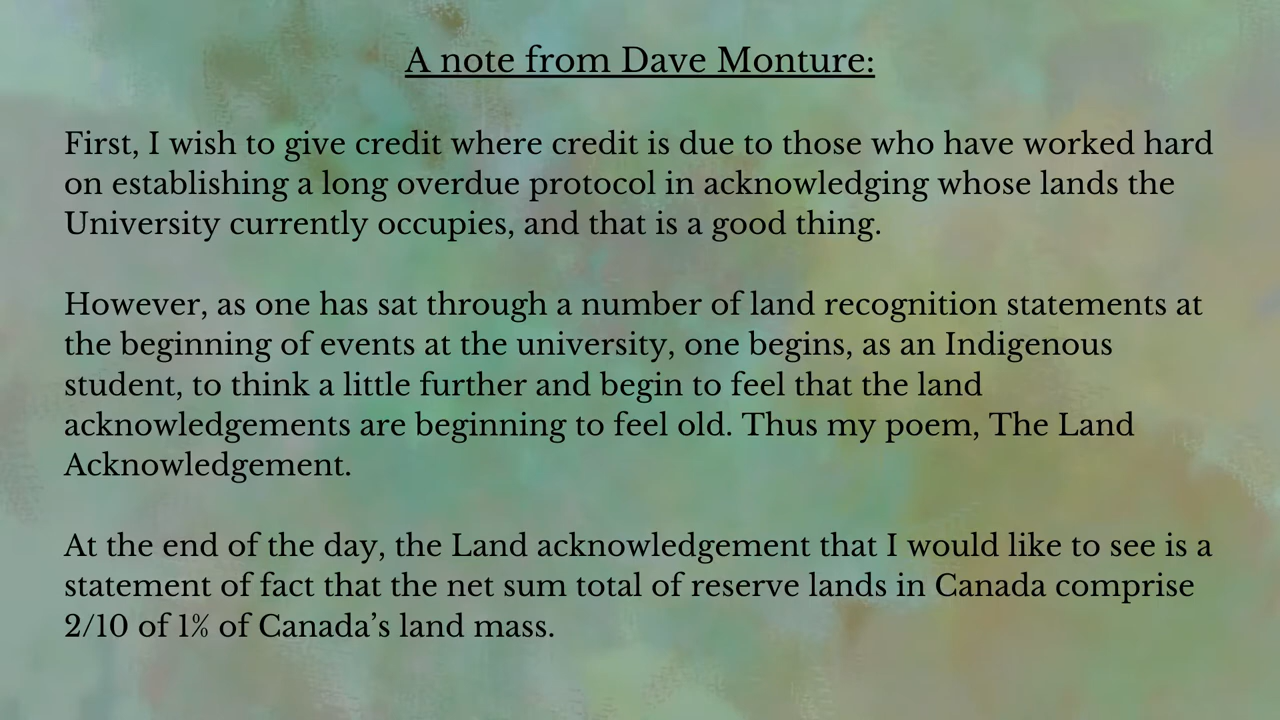 A note from Dave Monture:
First, I wish to give credit where credit is due to those who have worked hard
on establishing a long overdue protocol in acknowledging whose lands the
University currently occupies, and that is a good thing.
However, as one has sat through a number of land recognition statements at
the beginning of events at the university, one begins, as an Indigenous
student, to think a little further and begin to feel that the land
acknowledgements are beginning to feel old. Thus my poem, The Land
Acknowledgement.
At the end of the day, the Land acknowledgement that I would like to see is a
statement of fact that the net sum total of reserve lands in Canada comprise
2/10 of 1% of Canada’s land mass.